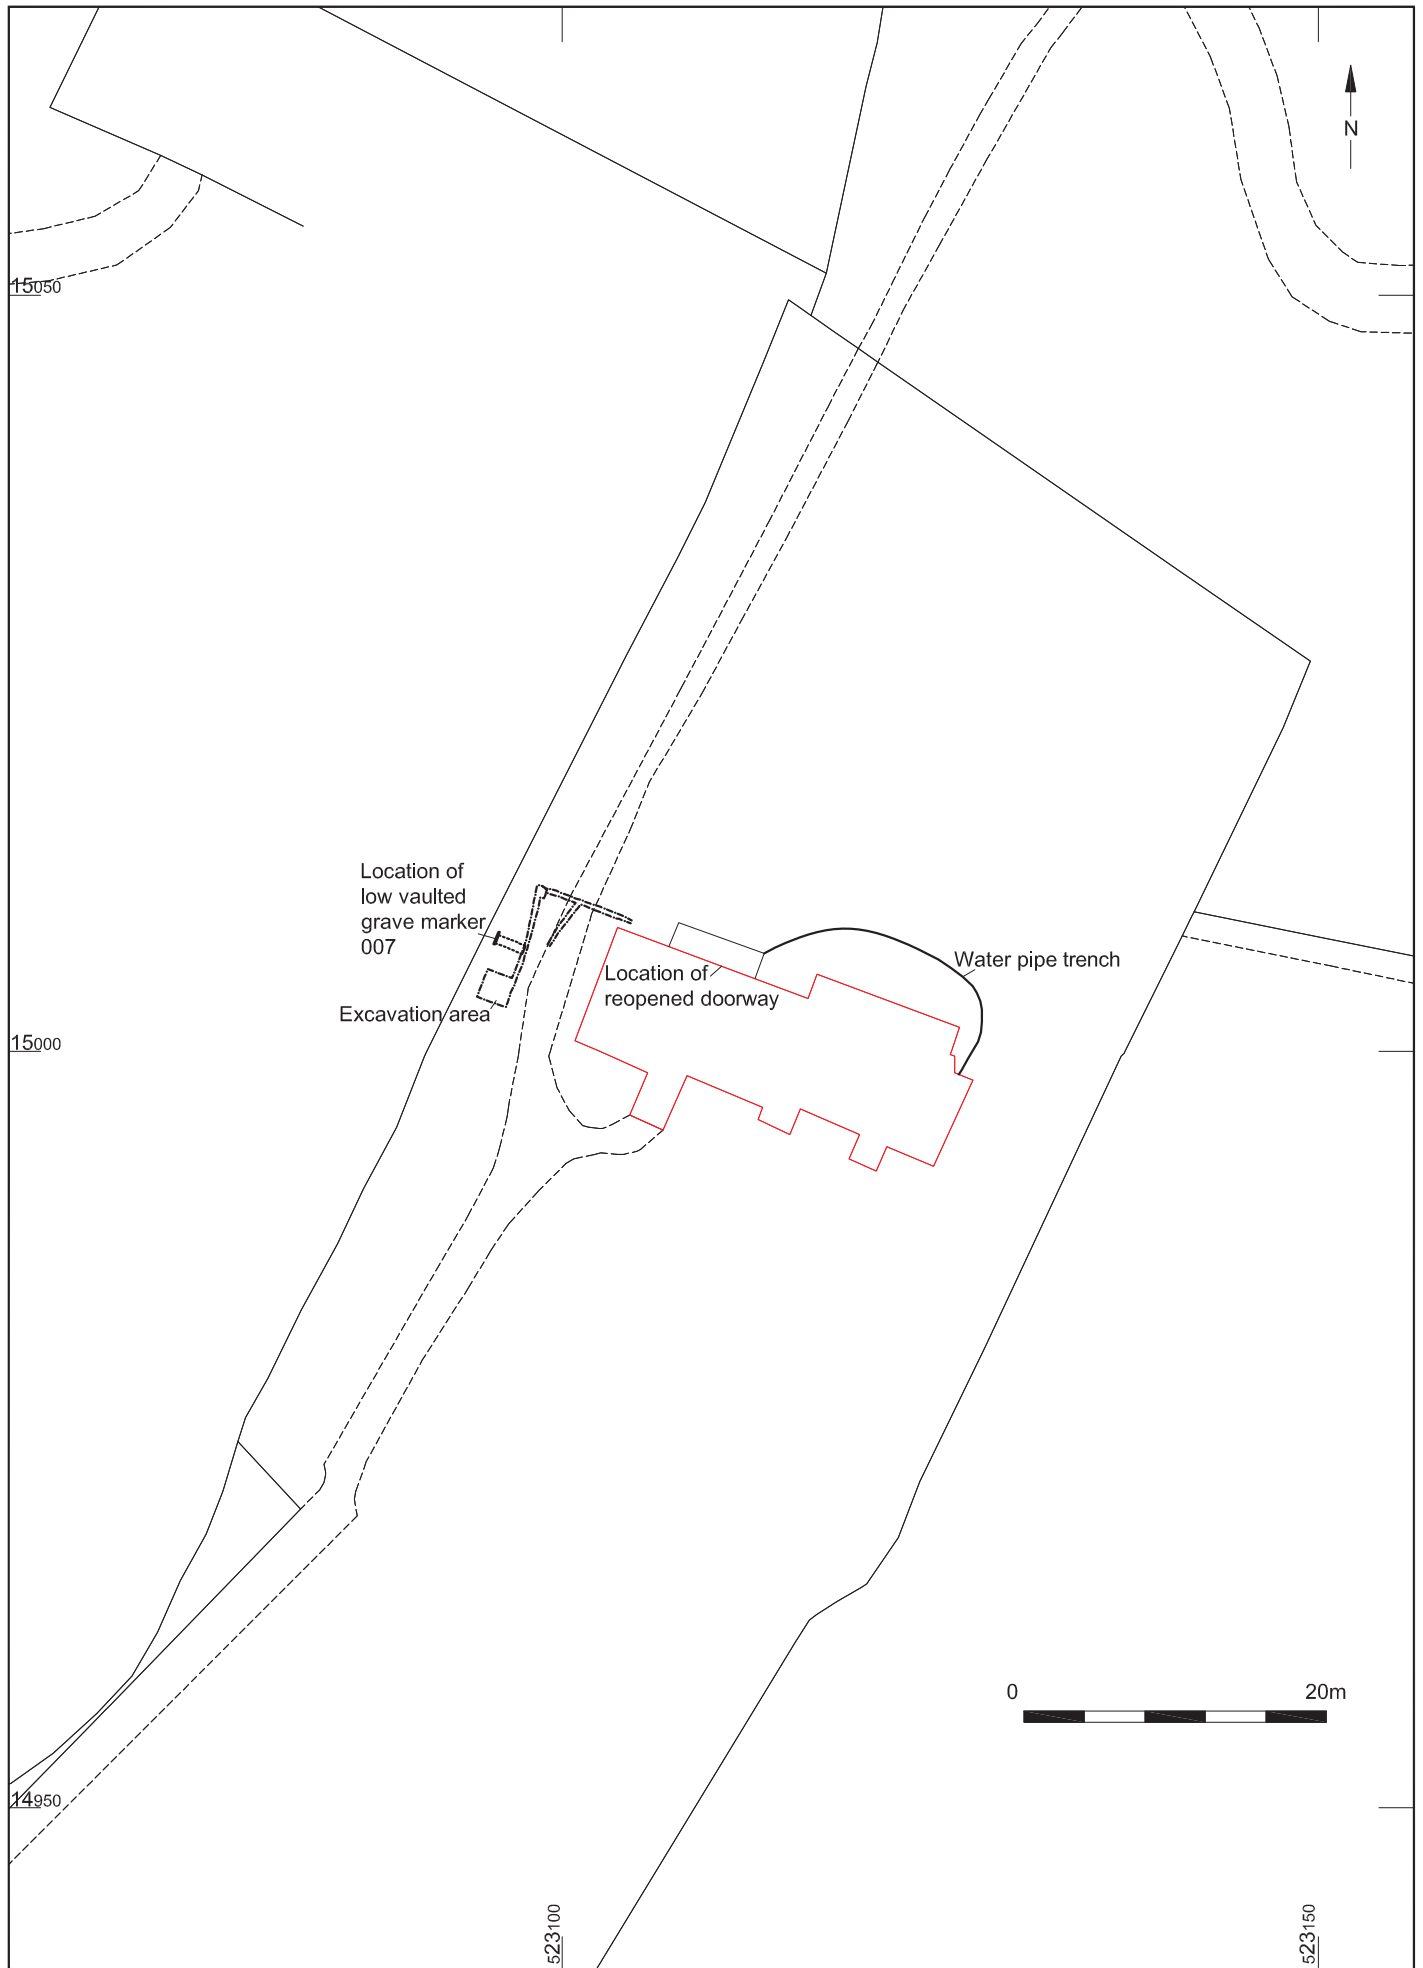 N
15050
Location of
low vaulted
grave marker
007
Excavation area
Location of
reopened doorway
Water pipe trench
15000
0 20m
14950
523100
523150